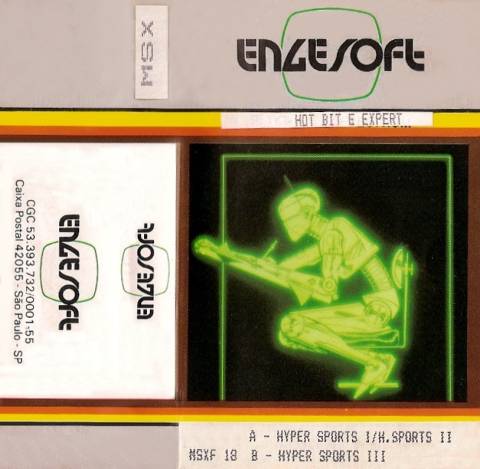 MSX
ENGESOFT
HOT BIT E EXPERT
ENGESOFT
ENGESOFT
CGC 53.393.732/0001-55
Caixa Postal 42055 - São Paulo - SP
A - HYPER SPORTS I/H.SPORTS II
MSXF 18 B - HYPER SPORTS III